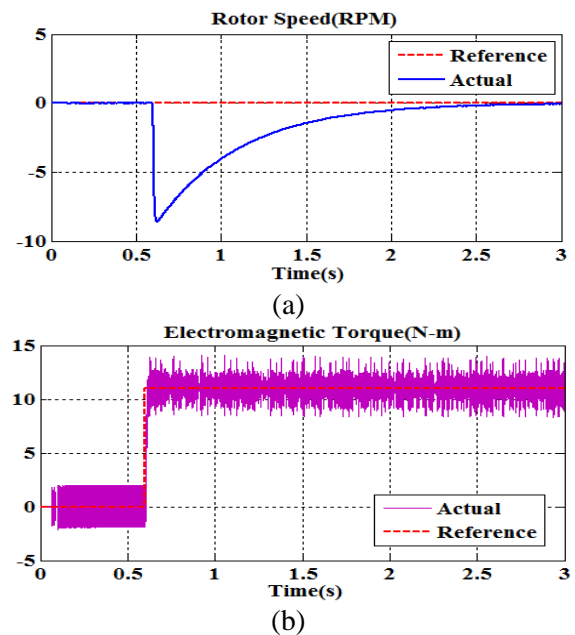 Rotor Speed(RPM)
5
0
-5
-10
Reference
Actual
0 0.5 1 1.5 2 2.5 3
Time(s)
(a)
Electromagnetic Torque(N-m)
15
10
5
0
-5
Actual
Reference
0 0.5 1 1.5 2 2.5 3
Time(s)
(b)